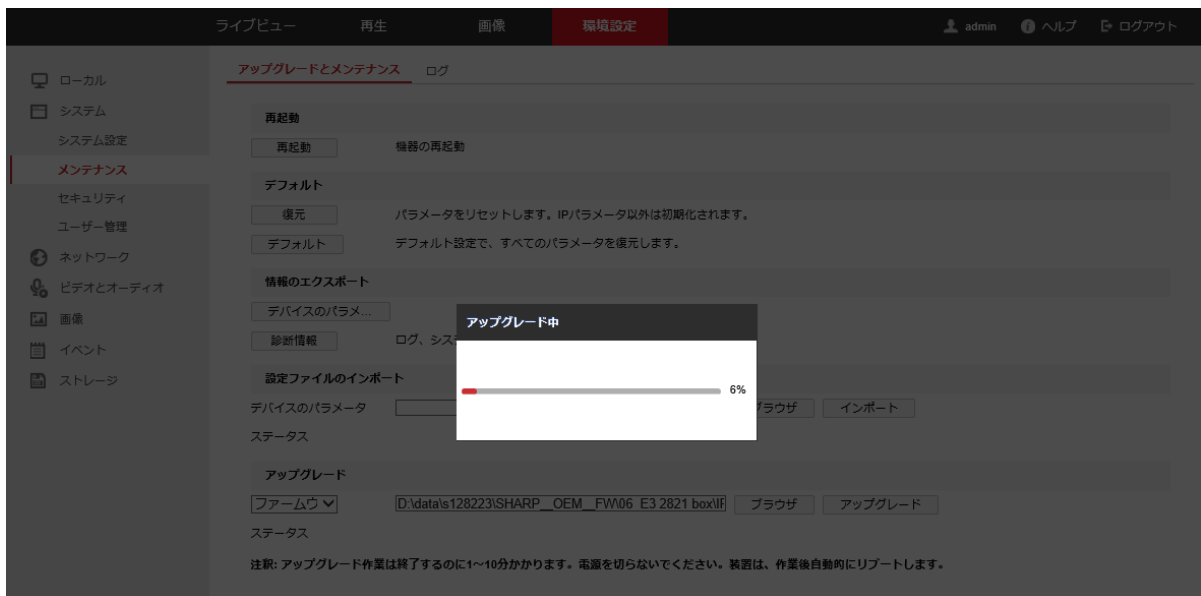 ライブビュー 再生 画像 環境設定 admin ヘルプ ログアウト
アップグレードとメンテナンス ログ
ローカル
システム
システム設定
メンテナンス
セキュリティ
ユーザー管理
ネットワーク
ビデオとオーディオ
画像
イベント
ストレージ
再起動
再起動 機器の再起動
デフォルト
復元 パラメータをリセットします。IPパラメータ以外は初期化されます。
デフォルト デフォルト設定で、すべてのパラメータを復元します。
情報のエクスポート
デバイスのパラメ...
診断情報 ログ、シス
アップグレード中
6%
設定ファイルのインポート
デバイスのパラメータ ブラウザ インポート
ステータス
アップグレード
ファームウ D:\data\s128223\SHARP__OEM__FW\06_E3 2821 box\IF ブラウザ アップグレード
ステータス
注釈: アップグレード作業は終了するのに1～10分かかります。電源を切らないでください。装置は、作業後自動的にリブートします。